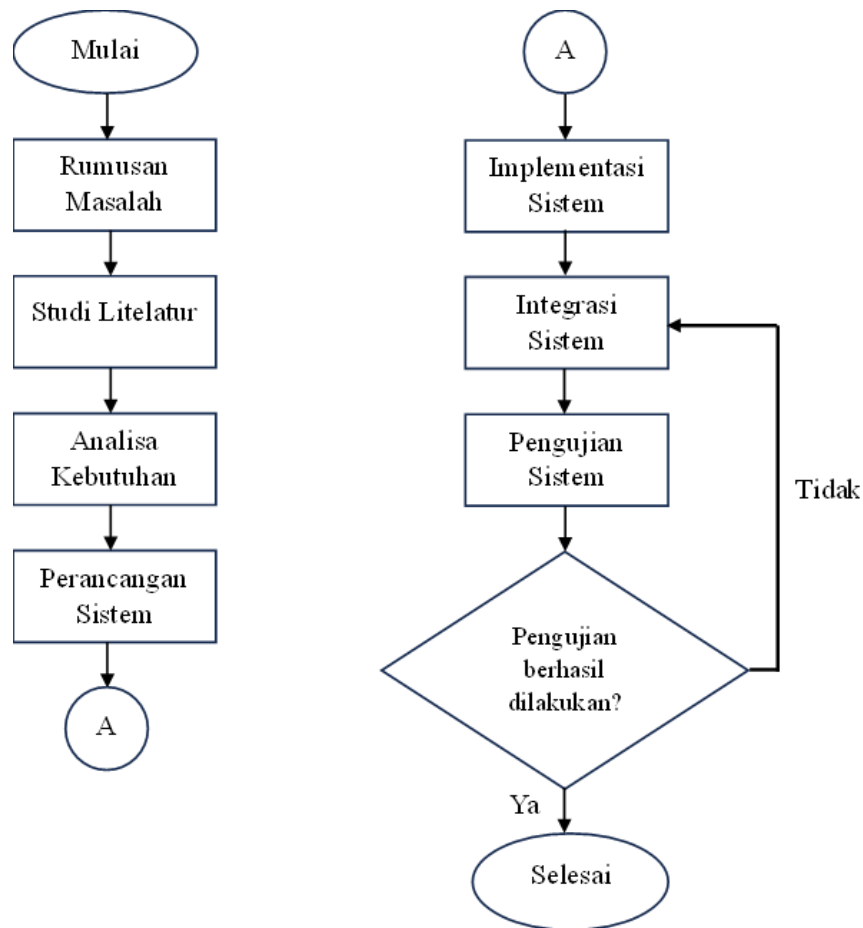 Mulai
Rumusan
Masalah
Studi Litelatur
Analisa
Kebutuhan
Perancangan
Sistem
A
A
Implementasi
Sistem
Integrasi
Sistem
Pengujian
Sistem
Tidak
Pengujian
berhasil
dilakukan?
Ya
Selesai